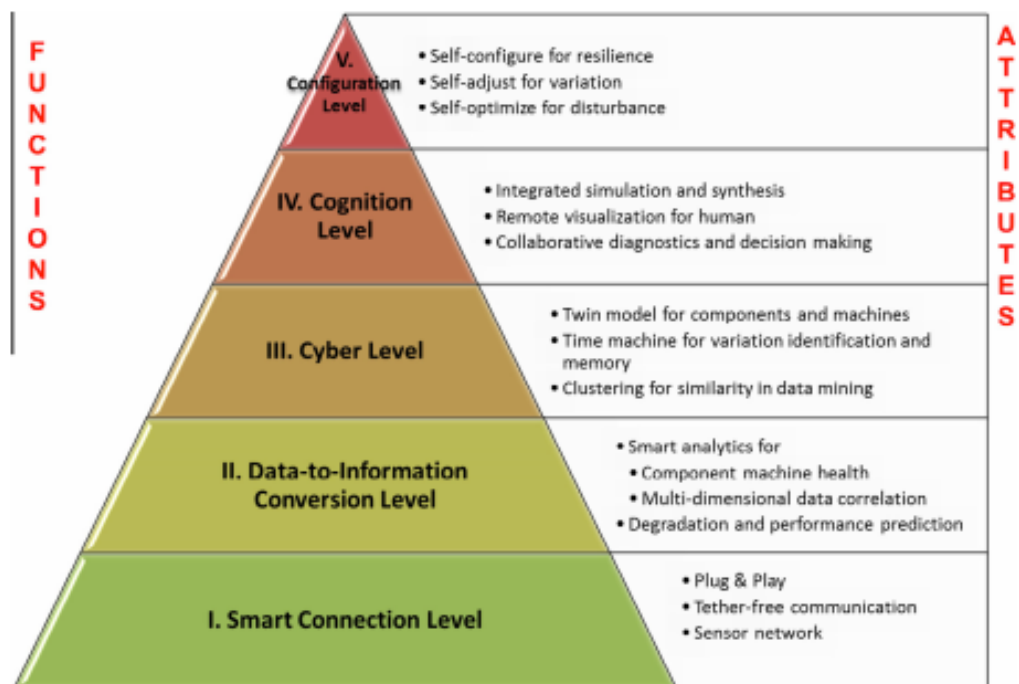 FUNCTIONS
ATTRIBUTES
V.
Configuration
Level
• Self-configure for resilience
• Self-adjust for variation
• Self-optimize for disturbance
IV. Cognition
Level
• Integrated simulation and synthesis
• Remote visualization for human
• Collaborative diagnostics and decision making
III. Cyber Level
• Twin model for components and machines
• Time machine for variation identification and
memory
• Clustering for similarity in data mining
II. Data-to-Information
Conversion Level
• Smart analytics for
• Component machine health
• Multi-dimensional data correlation
• Degradation and performance prediction
I. Smart Connection Level
• Plug & Play
• Tether-free communication
• Sensor network